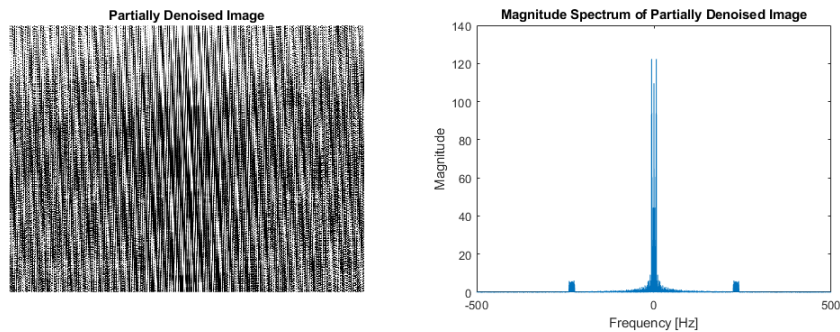 Partially Denoised Image
Magnitude Spectrum of Partially Denoised Image
140
120
100
80
60
40
20
0
Magnitude
-500
0
500
Frequency [Hz]